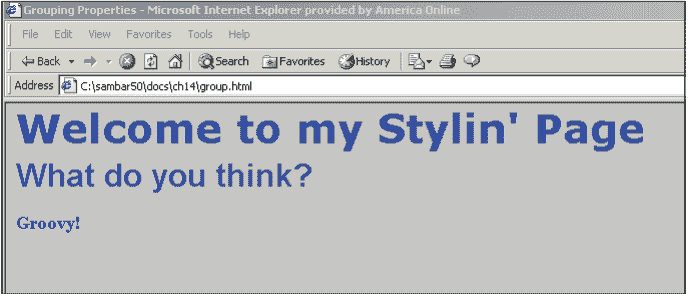 Grouping Properties - Microsoft Internet Explorer provided by America Online
File Edit View Favorites Tools Help
Back Search Favorites History
Address C:\sambar50\docs\ch14\group.html
Welcome to my Stylin' Page
What do you think?
Groovy!